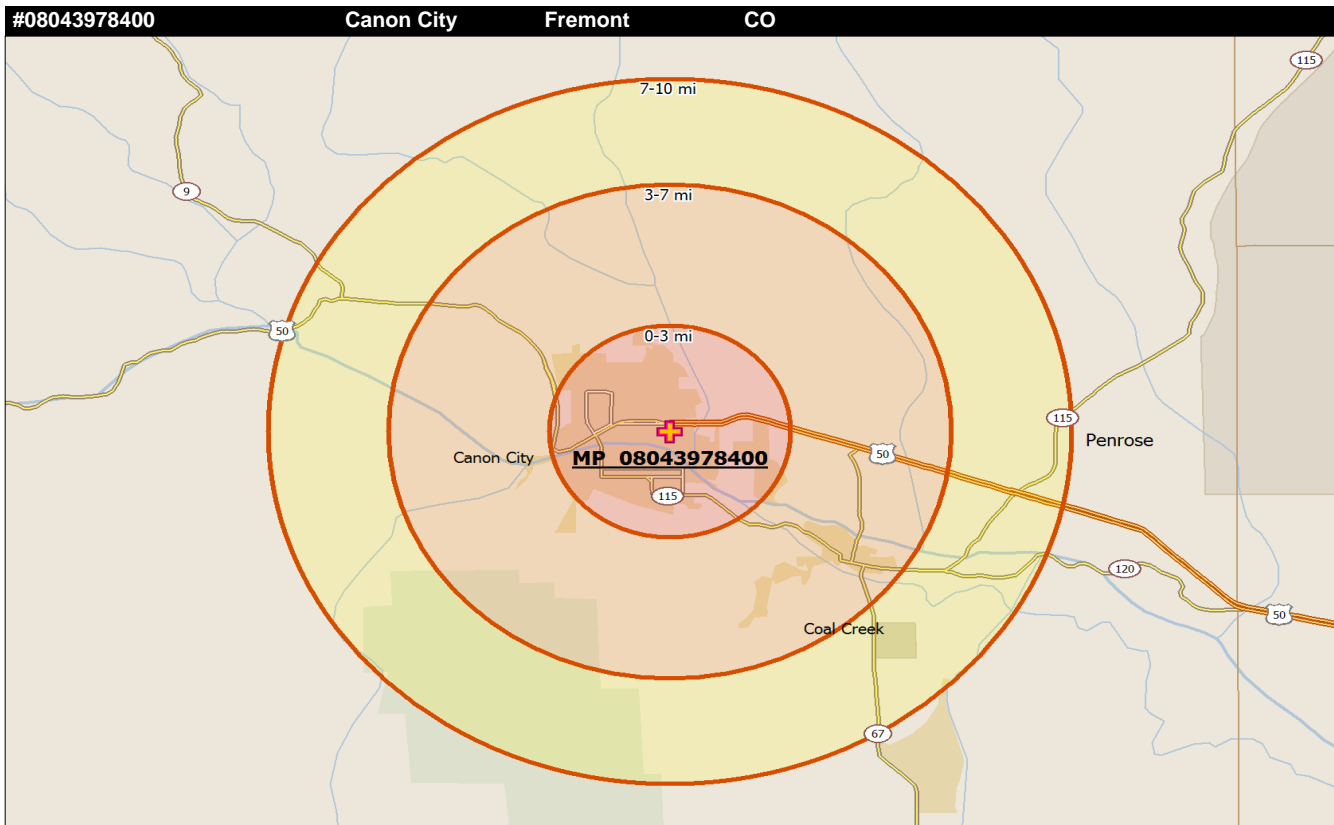 #08043978400 Canon City Fremont CO
115
7-10 mi
9
3-7 mi
50
0-3 mi
115
Penrose
50
Canon City
MP 08043978400
115
120
50
Coal Creek
67